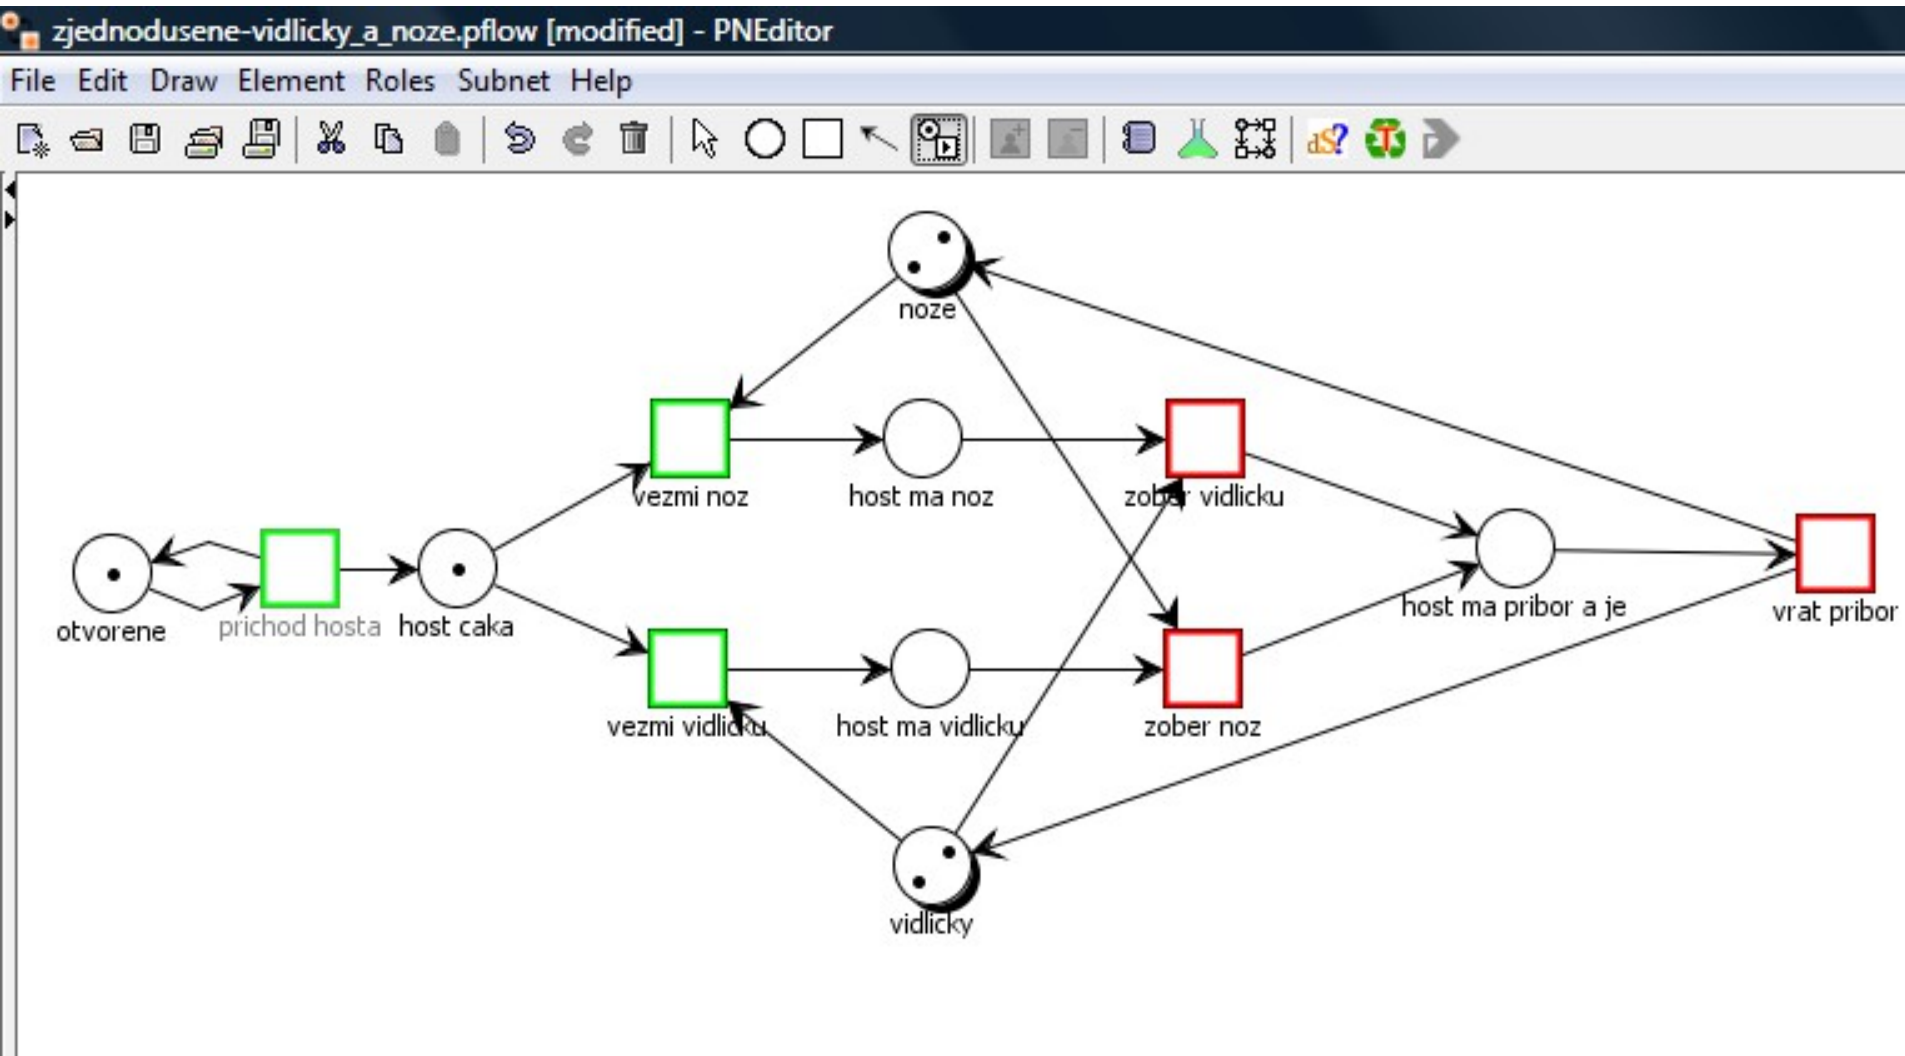 zjednodusene-vidlicky_a_noze.pflow [modified] - PNEditor
File Edit Draw Element Roles Subnet Help
dS? T
noze
vezmi noz
host ma noz
zober vidlicku
otvorene
prichod hosta
host caka
host ma pribor a je
vrat pribor
vezmi vidlicku
host ma vidlicku
zober noz
vidlicky